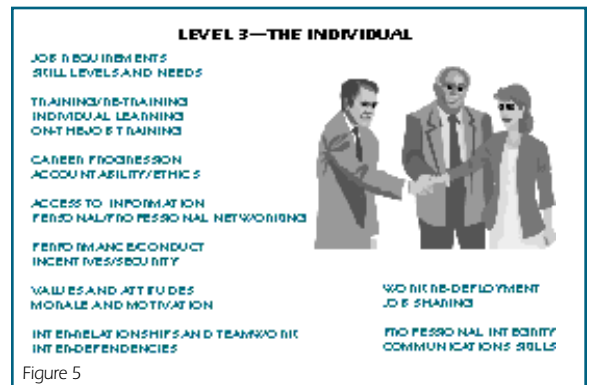 LEVEL 3—THE INDIVIDUAL
JOB REQUIREMENTS
SKILL LEVELS AND NEEDS
TRAINING/RE-TRAINING
INDIVIDUAL LEARNING
ON-THE-JOB TRAINING
CAREER PROGRESSION
ACCOUNTABILITY/ETHICS
ACCESS TO INFORMATION
PERSONAL/PROFESSIONAL NETWORKING
PERFORMANCE/CONDUCT
INCENTIVES/SECURITY
VALUES AND ATTITUDES
MORALE AND MOTIVATION
INTER-RELATIONSHIPS AND TEAMWORK
INTER-DEPENDENCIES
WORK RE-DEPLOYMENT
JOB SHARING
PROFESSIONAL INTEGRITY
COMMUNICATIONS SKILLS
Figure 5